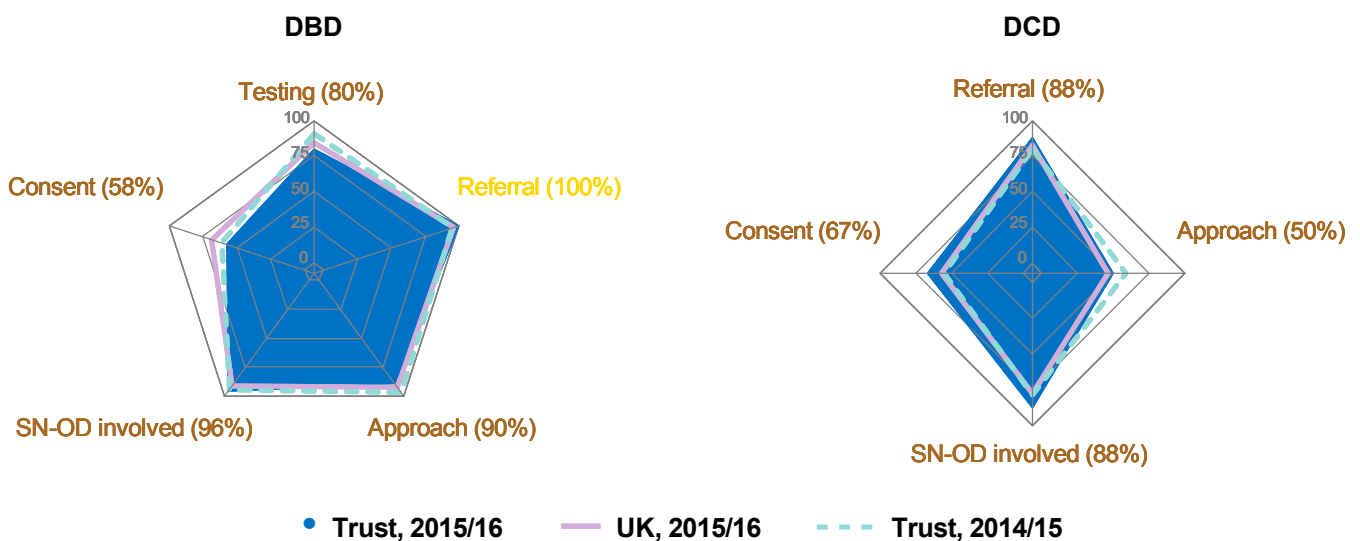 DBD
Testing (80%)
100
75
50
25
0
Consent (58%)
Referral (100%)
SN-OD involved (96%)
Approach (90%)
DCD
Referral (88%)
100
75
50
25
0
Consent (67%)
Approach (50%)
SN-OD involved (88%)
Trust, 2015/16
UK, 2015/16
Trust, 2014/15